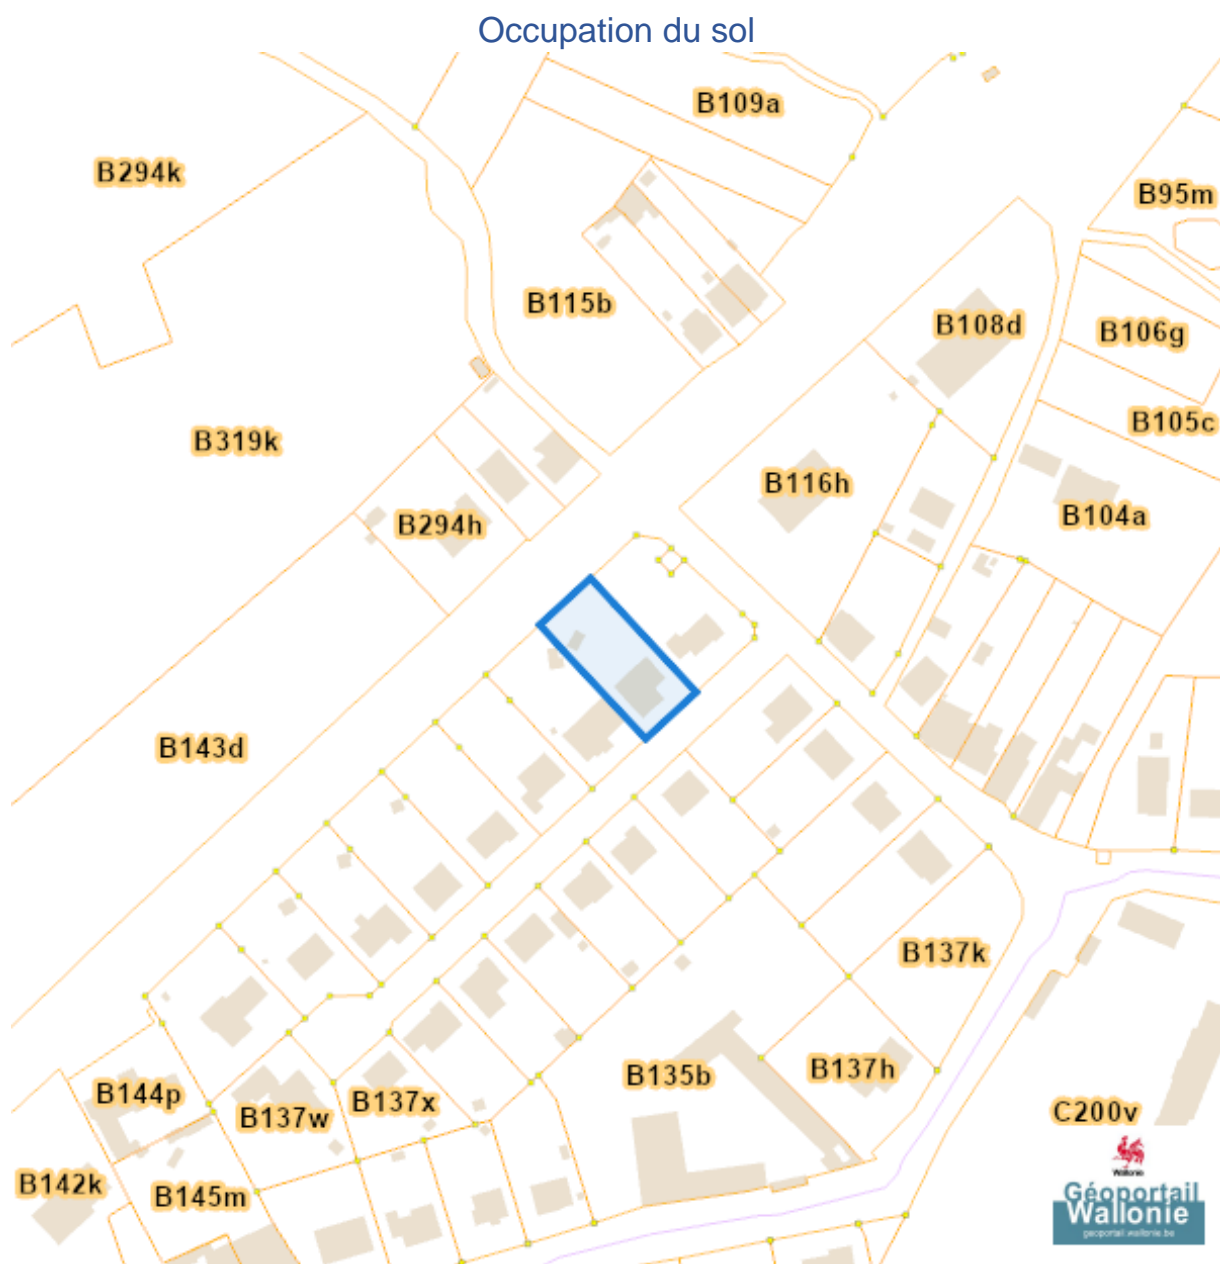 Occupation du sol
B109a
B294k
B95m
B115b
B108d
B106g
B105c
B319k
B116h
B294h
B104a
B143d
B137k
B135b
B137h
B144p
B137x
B137w
C200v
B142k
B145m
Wallonie
Géoportail
Wallonie
geoportail.wallonie.be